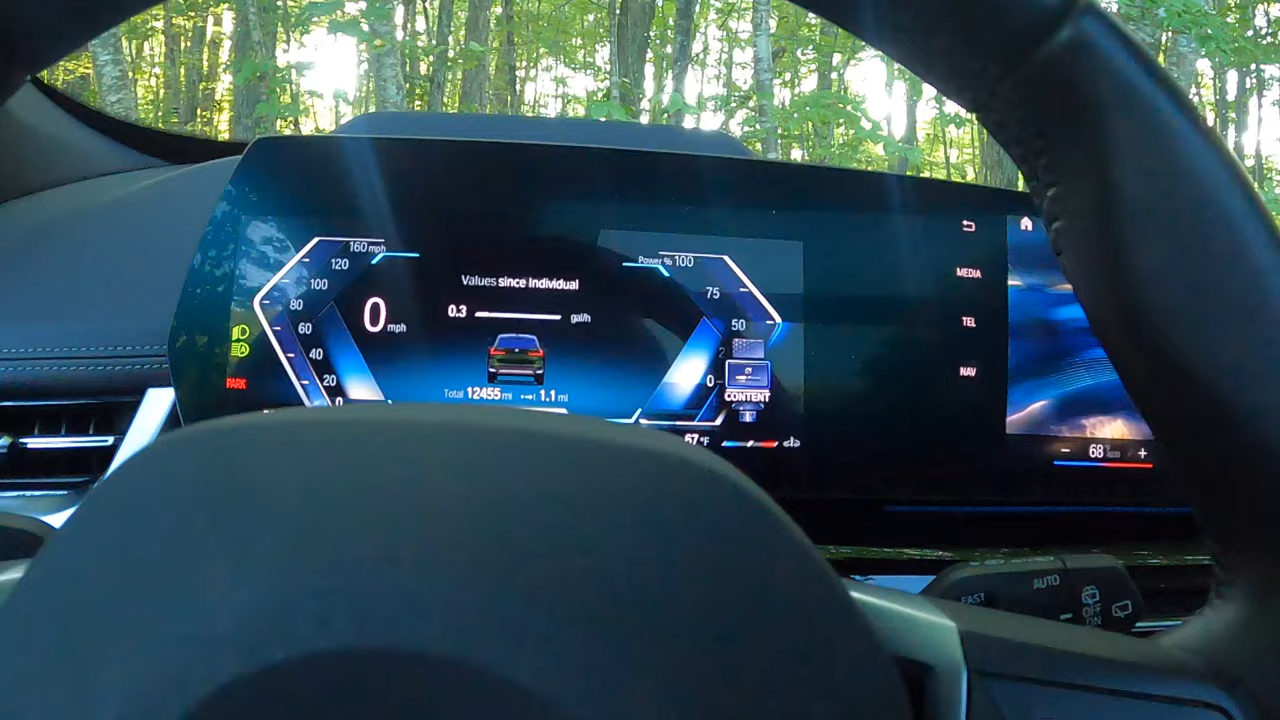 160 mph
120
100
80
60
40
20
0
0 mph
Values since Individual
0.3 gal/h
Total 12455 mi 1.1 mi
Power % 100
75
50
2
0
CONTENT
67°F
PARK
A
MEDIA
TEL
NAV
- 68° +
FAST
AUTO
OFF
ON